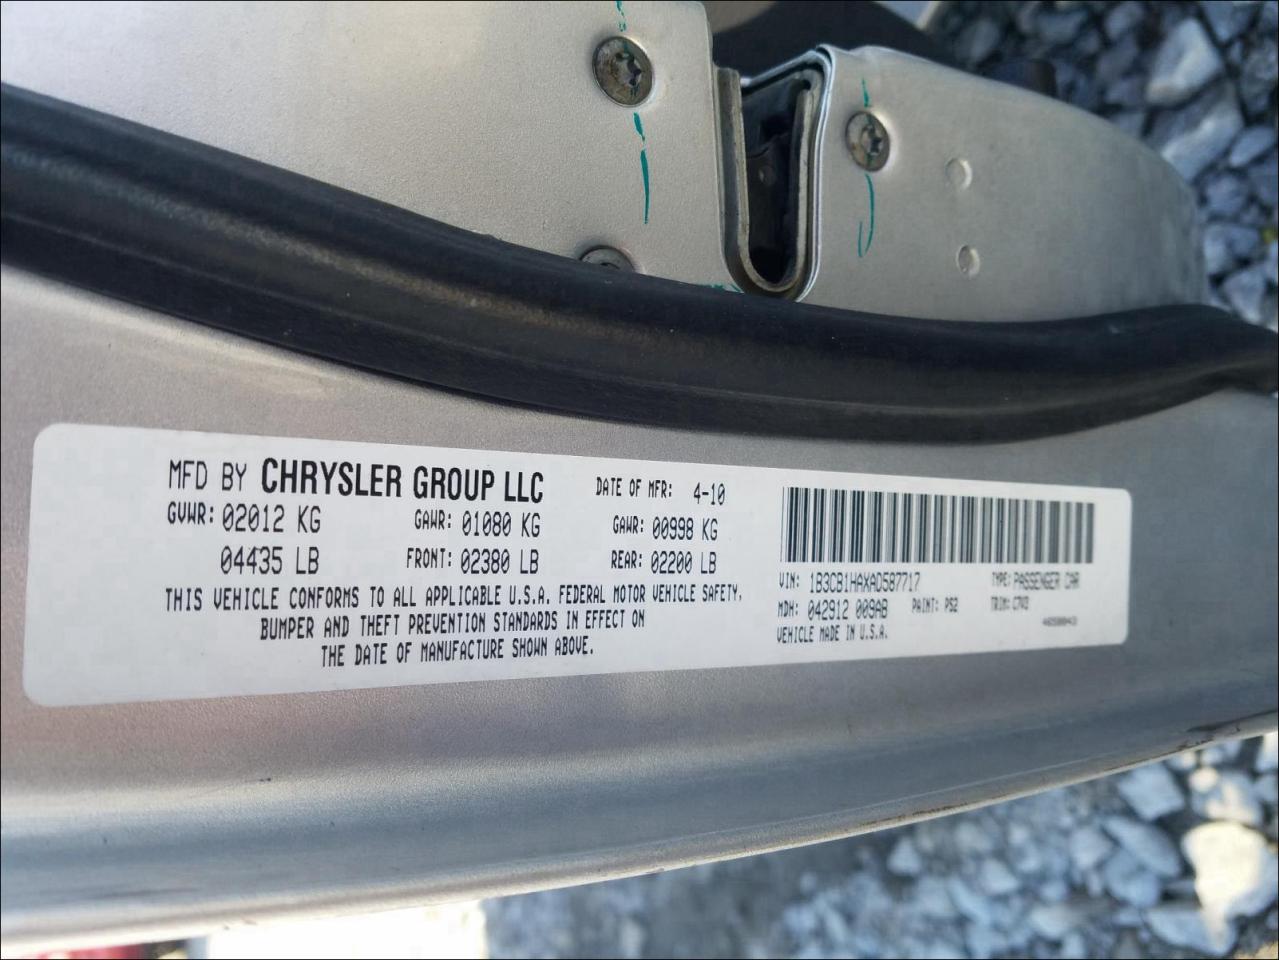 MFD BY CHRYSLER GROUP LLC DATE OF MFR: 4-10
GVWR: 02012 KG GAWR: 01080 KG GAWR: 00998 KG
04435 LB FRONT: 02380 LB REAR: 02200 LB
THIS VEHICLE CONFORMS TO ALL APPLICABLE U.S.A. FEDERAL MOTOR VEHICLE SAFETY,
BUMPER AND THEFT PREVENTION STANDARDS IN EFFECT ON
THE DATE OF MANUFACTURE SHOWN ABOVE.
VIN: 1B3CB1HAXAD587717 TYPE: PASSENGER CAR
MDH: 042912 009AB PAINT: PS2 TRIM: C7V3
VEHICLE MADE IN U.S.A.